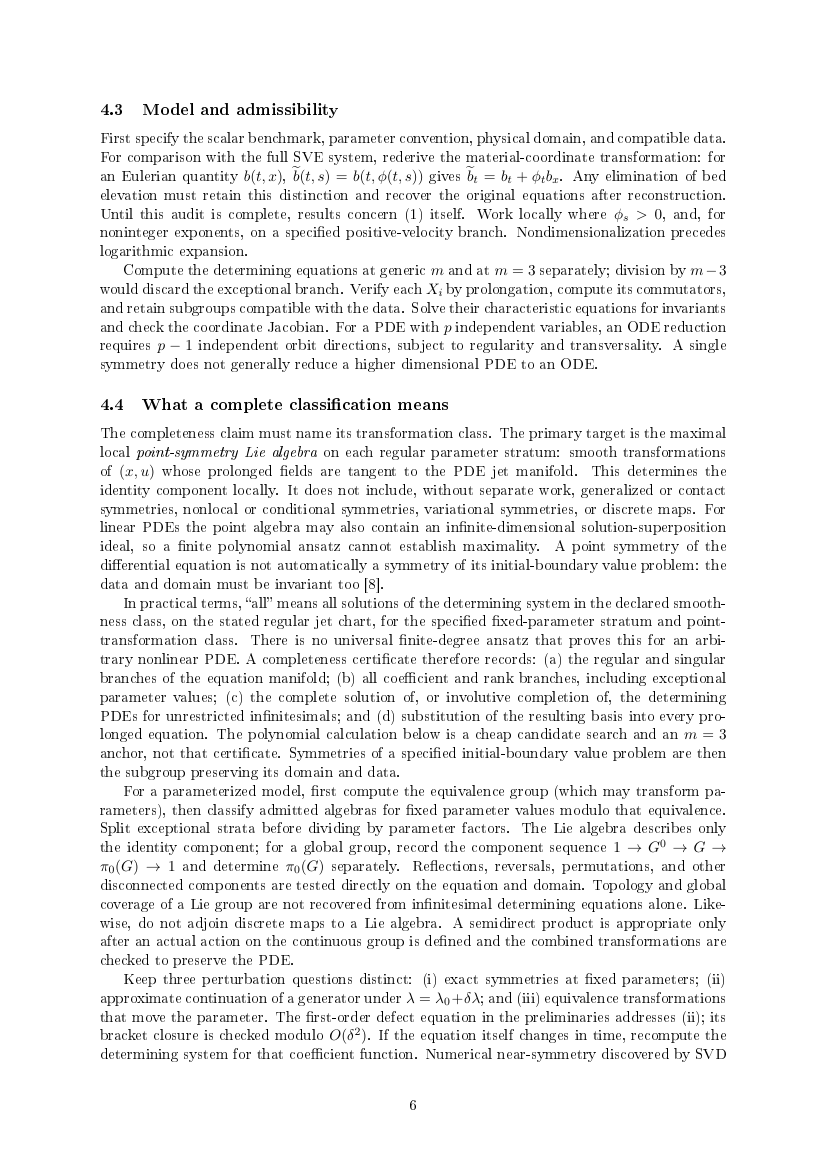 4.3 Model and admissibility
First specify the scalar benchmark, parameter convention, physical domain, and compatible data.
For comparison with the full SVE system, rederive the material-coordinate transformation: for
an Eulerian quantity b(t, x), b̃(t, s) = b(t, ϕ(t, s)) gives b̃ₜ = bₜ + ϕₜbₓ. Any elimination of bed
elevation must retain this distinction and recover the original equations after reconstruction.
Until this audit is complete, results concern (1) itself. Work locally where ϕₛ > 0, and, for
noninteger exponents, on a specified positive-velocity branch. Nondimensionalization precedes
logarithmic expansion.
Compute the determining equations at generic m and at m = 3 separately; division by m − 3
would discard the exceptional branch. Verify each Xᵢ by prolongation, compute its commutators,
and retain subgroups compatible with the data. Solve their characteristic equations for invariants
and check the coordinate Jacobian. For a PDE with p independent variables, an ODE reduction
requires p − 1 independent orbit directions, subject to regularity and transversality. A single
symmetry does not generally reduce a higher dimensional PDE to an ODE.
4.4 What a complete classification means
The completeness claim must name its transformation class. The primary target is the maximal
local point-symmetry Lie algebra on each regular parameter stratum: smooth transformations
of (x, u) whose prolonged fields are tangent to the PDE jet manifold. This determines the
identity component locally. It does not include, without separate work, generalized or contact
symmetries, nonlocal or conditional symmetries, variational symmetries, or discrete maps. For
linear PDEs the point algebra may also contain an infinite-dimensional solution-superposition
ideal, so a finite polynomial ansatz cannot establish maximality. A point symmetry of the
differential equation is not automatically a symmetry of its initial-boundary value problem: the
data and domain must be invariant too [8].
In practical terms, “all” means all solutions of the determining system in the declared smooth-
ness class, on the stated regular jet chart, for the specified fixed-parameter stratum and point-
transformation class. There is no universal finite-degree ansatz that proves this for an arbi-
trary nonlinear PDE. A completeness certificate therefore records: (a) the regular and singular
branches of the equation manifold; (b) all coefficient and rank branches, including exceptional
parameter values; (c) the complete solution of, or involutive completion of, the determining
PDEs for unrestricted infinitesimals; and (d) substitution of the resulting basis into every pro-
longed equation. The polynomial calculation below is a cheap candidate search and an m = 3
anchor, not that certificate. Symmetries of a specified initial-boundary value problem are then
the subgroup preserving its domain and data.
For a parameterized model, first compute the equivalence group (which may transform pa-
rameters), then classify admitted algebras for fixed parameter values modulo that equivalence.
Split exceptional strata before dividing by parameter factors. The Lie algebra describes only
the identity component; for a global group, record the component sequence 1 → G⁰ → G →
π₀(G) → 1 and determine π₀(G) separately. Reflections, reversals, permutations, and other
disconnected components are tested directly on the equation and domain. Topology and global
coverage of a Lie group are not recovered from infinitesimal determining equations alone. Like-
wise, do not adjoin discrete maps to a Lie algebra. A semidirect product is appropriate only
after an actual action on the continuous group is defined and the combined transformations are
checked to preserve the PDE.
Keep three perturbation questions distinct: (i) exact symmetries at fixed parameters; (ii)
approximate continuation of a generator under λ = λ₀+δλ; and (iii) equivalence transformations
that move the parameter. The first-order defect equation in the preliminaries addresses (ii); its
bracket closure is checked modulo O(δ²). If the equation itself changes in time, recompute the
determining system for that coefficient function. Numerical near-symmetry discovered by SVD
6